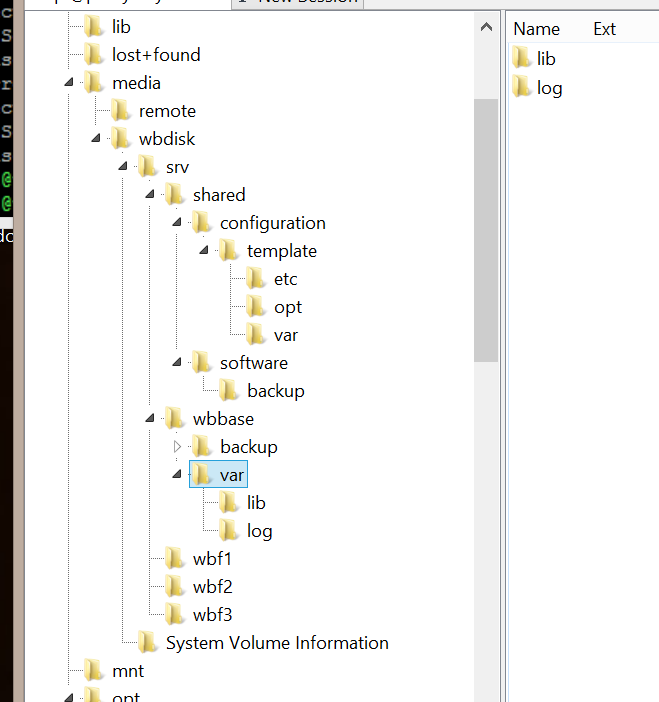 New Session
Name Ext
lib
log
lib
lost+found
media
remote
wbdisk
srv
shared
configuration
template
etc
opt
var
software
backup
wbbase
backup
var
lib
log
wbf1
wbf2
wbf3
System Volume Information
mnt
opt
c
S
r
c
S
@
@